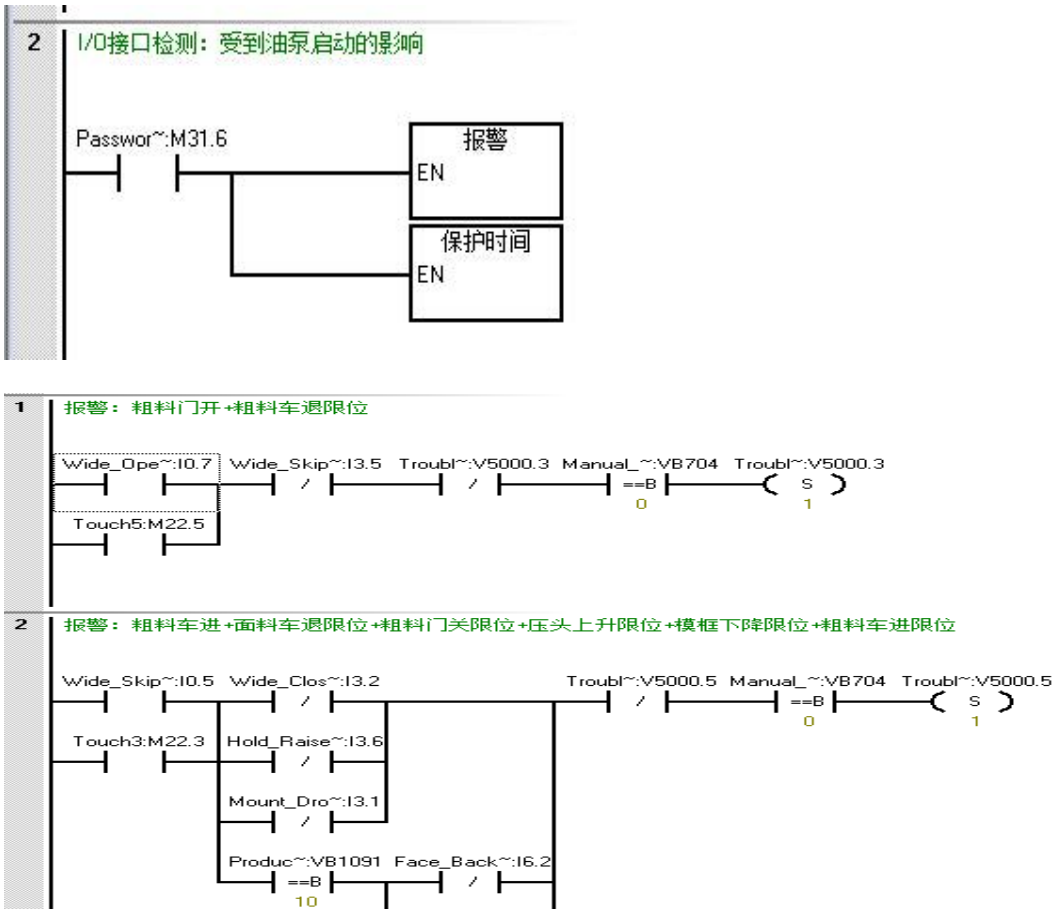 2 I/O接口检测：受到油泵启动的影响
Passwor~:M31.6
报警
EN
保护时间
EN
1 报警：粗料门开+粗料车退限位
Wide_Ope~:I0.7 Wide_Skip~:I3.5 Troubl~:V5000.3 Manual_~:VB704 Troubl~:V5000.3
/ / ==B S
0 1
Touch5:M22.5
2 报警：粗料车进+面料车退限位+粗料门关限位+压头上升限位+模框下降限位+粗料车进限位
Wide_Skip~:I0.5 Wide_Clos~:I3.2 Troubl~:V5000.5 Manual_~:VB704 Troubl~:V5000.5
/ / ==B S
0 1
Touch3:M22.3 Hold_Raise~:I3.6
/
Mount_Dro~:I3.1
/
Produc~:VB1091 Face_Back~:I6.2
==B /
10